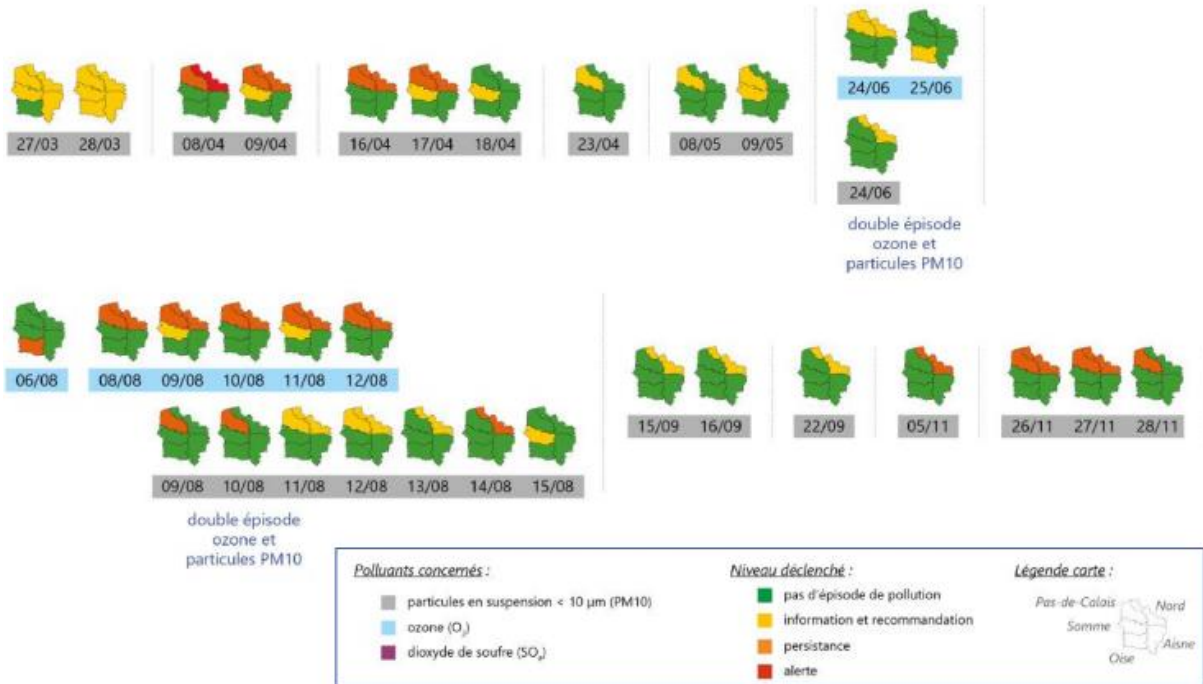 24/06 25/06
27/03 28/03 08/04 09/04 16/04 17/04 18/04 23/04 08/05 09/05
24/06
double épisode
ozone et
particules PM10
06/08 08/08 09/08 10/08 11/08 12/08
15/09 16/09 22/09 05/11 26/11 27/11 28/11
09/08 10/08 11/08 12/08 13/08 14/08 15/08
double épisode
ozone et
particules PM10
Polluants concernés :
particules en suspension < 10 µm (PM10)
ozone (O₃)
dioxyde de soufre (SO₂)
Niveau déclenché :
pas d'épisode de pollution
information et recommandation
persistance
alerte
Légende carte :
Pas-de-Calais
Nord
Somme
Aisne
Oise